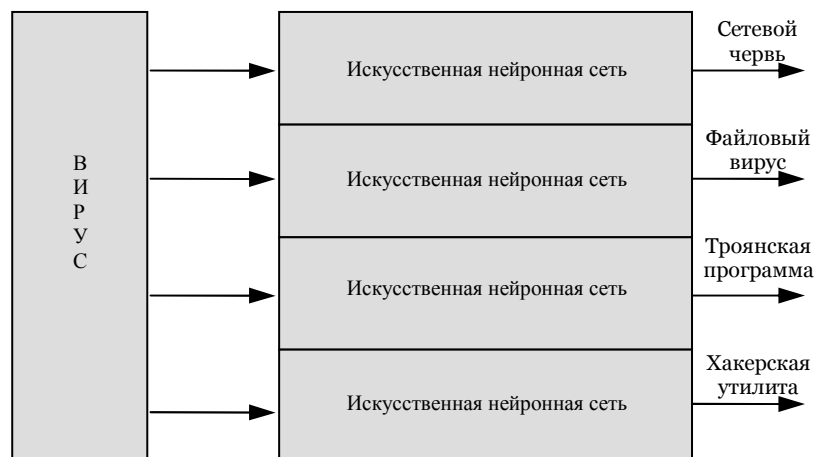 В
И
Р
У
С
Искусственная нейронная сеть
Сетевой
червь
Искусственная нейронная сеть
Файловый
вирус
Искусственная нейронная сеть
Троянская
программа
Искусственная нейронная сеть
Хакерская
утилита